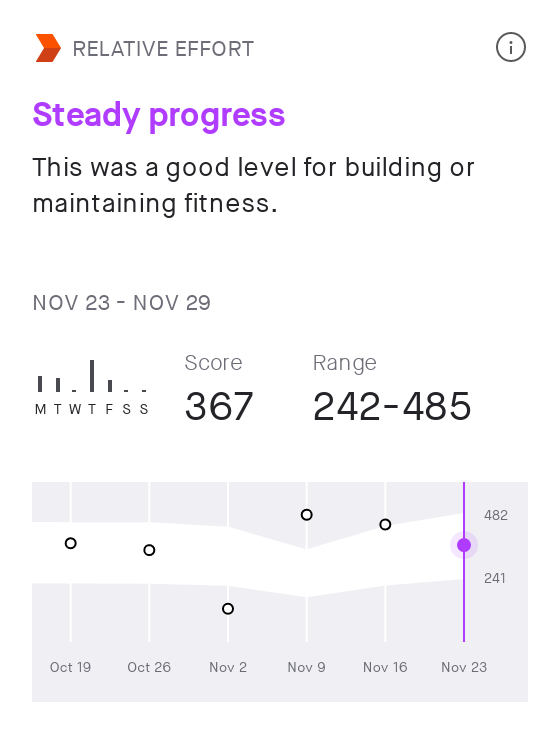 RELATIVE EFFORT
Steady progress
This was a good level for building or
maintaining fitness.
NOV 23 - NOV 29
Score
Range
367
242-485
M T W T F S S
482
241
Oct 19
Oct 26
Nov 2
Nov 9
Nov 16
Nov 23